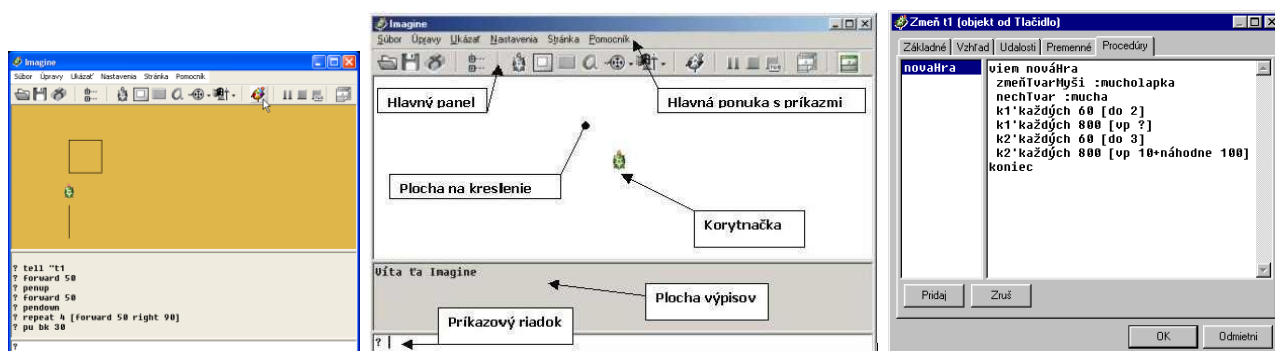 Imagine
Súbor Úpravy Ukázať Nastavenia Stránka Pomocník
? tell "t1
? forward 50
? penup
? forward 50
? pendown
? repeat 4 [forward 50 right 90]
? pu bk 30
?
Imagine
Súbor Úpravy Ukázať Nastavenia Stránka Pomocník
Hlavný panel
Hlavná ponuka s príkazmi
Plocha na kreslenie
Korytnačka
Víta ťa Imagine
Plocha výpisov
Príkazový riadok
?
Zmeň t1 (objekt od Tlačidlo)
Základné Vzhľad Udalosti Premenné Procedúry
novaHra
viem nováHra
zmeňTvarMyši :mucholapka
nechTvar :mucha
k1'každých 60 [do 2]
k1'každých 800 [vp ?]
k2'každých 60 [do 3]
k2'každých 800 [vp 10+náhodne 100]
koniec
Pridaj Zruš
OK Odmietni